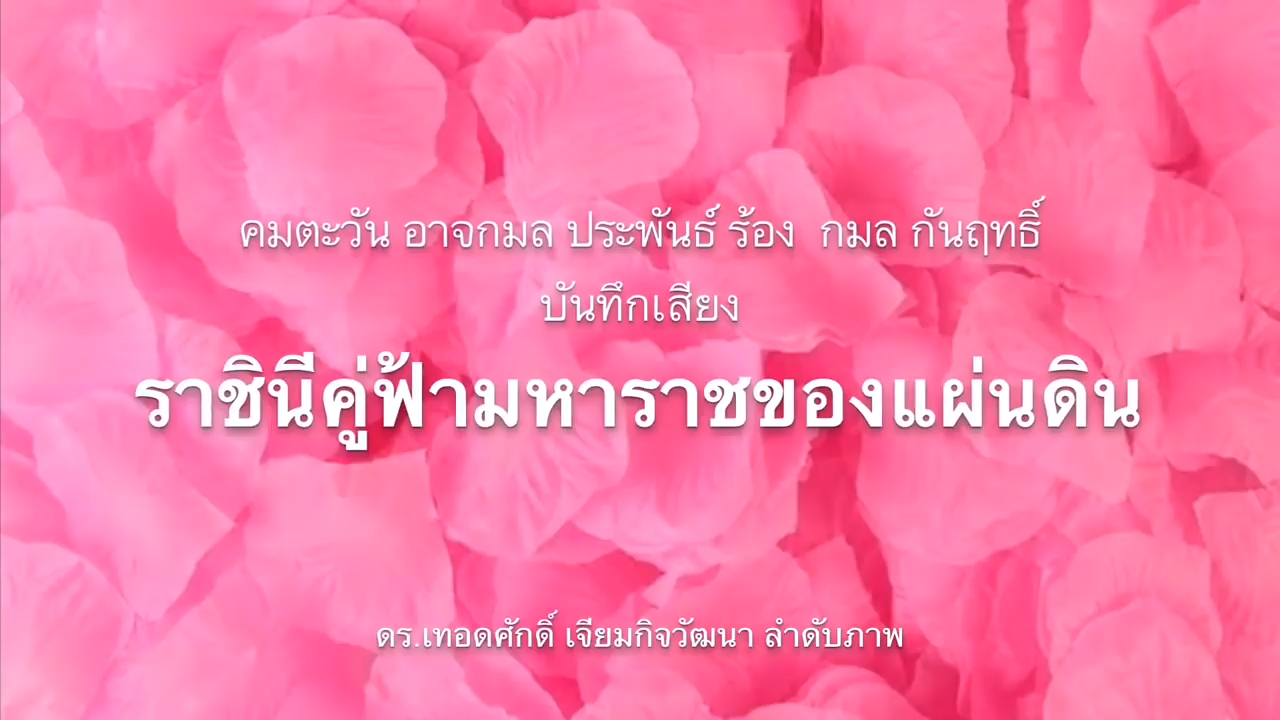 คมตะวัน อาจกมล ประพันธ์ ร้อง กมล กันฤทธิ์
บันทึกเสียง
ราชินีคู่ฟ้ามหาราชของแผ่นดิน
ดร.เทอดศักดิ์ เจียมกิจวัฒนา ลำดับภาพ